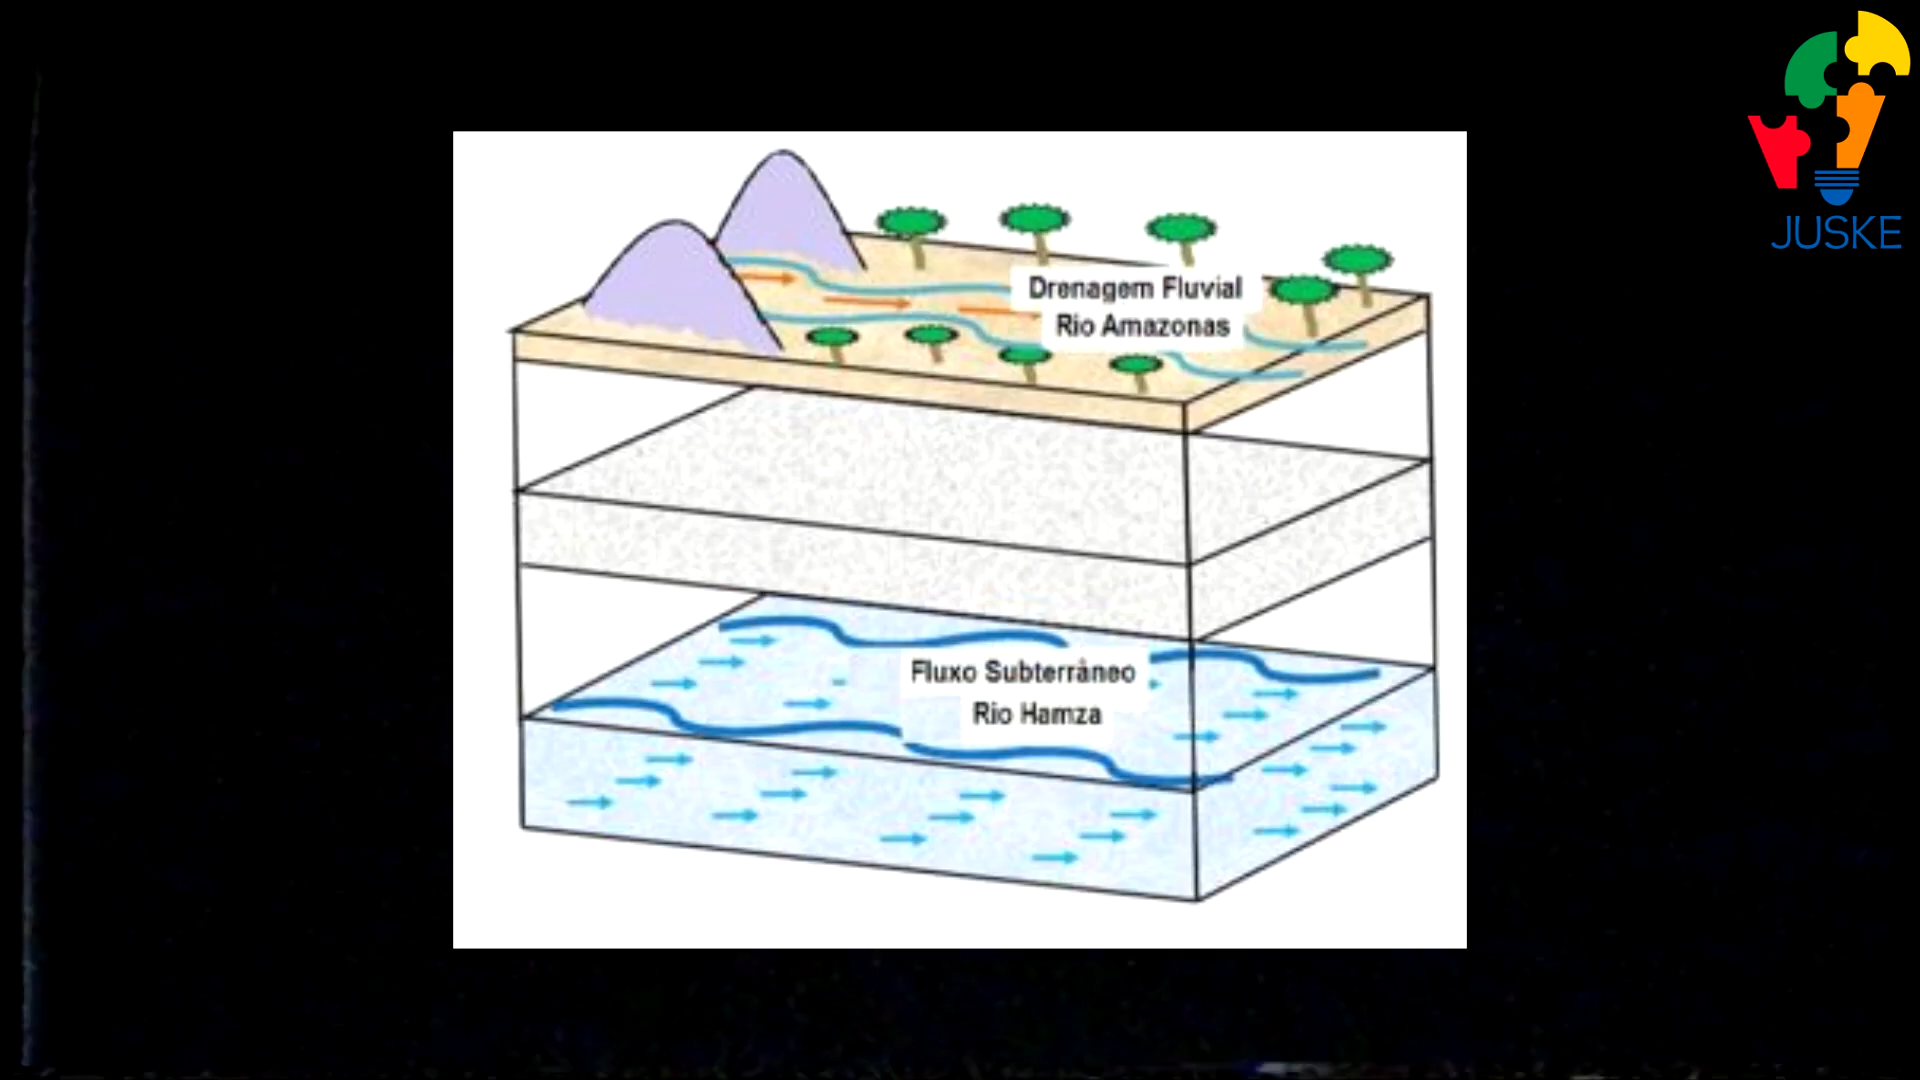 JUSKE
Drenagem Fluvial
Rio Amazonas
Fluxo Subterrâneo
Rio Hamza